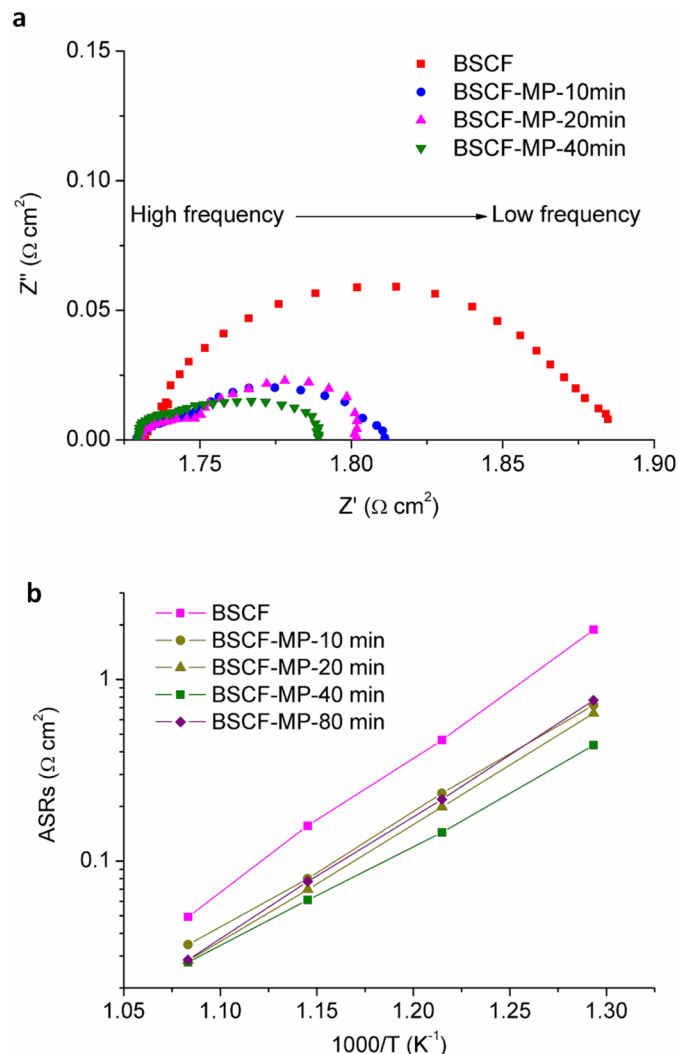 a
0.15
0.10
0.05
0.00
Z'' (Ω cm²)
BSCF
BSCF-MP-10min
BSCF-MP-20min
BSCF-MP-40min
High frequency
Low frequency
1.75
1.80
1.85
1.90
Z' (Ω cm²)
b
BSCF
BSCF-MP-10 min
BSCF-MP-20 min
BSCF-MP-40 min
BSCF-MP-80 min
1
0.1
ASRs (Ω cm²)
1.05
1.10
1.15
1.20
1.25
1.30
1000/T (K⁻¹)